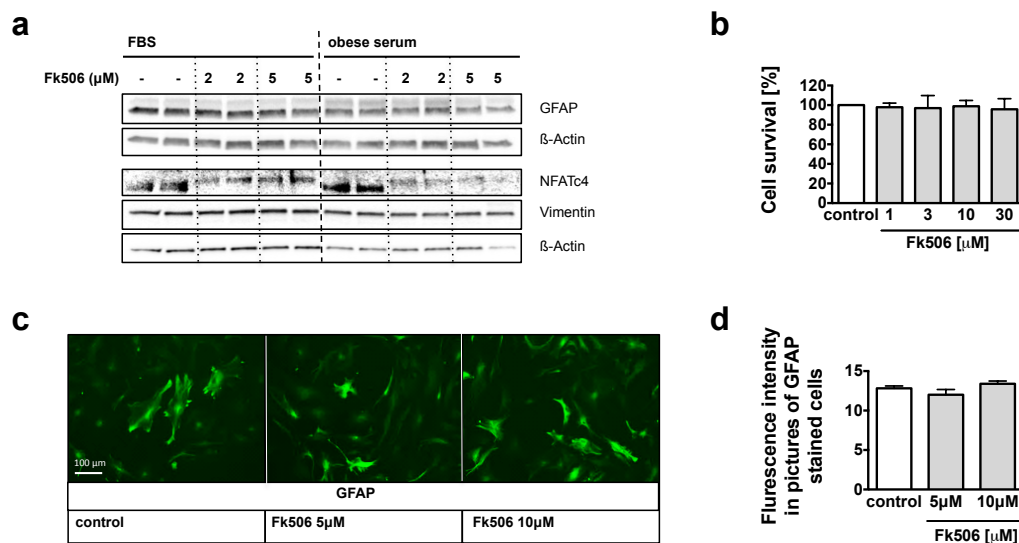 a
FBS obese serum
Fk506 (µM) - - 2 2 5 5 - - 2 2 5 5
GFAP
ß-Actin
NFATc4
Vimentin
ß-Actin
b
Cell survival [%]
120
100
80
60
40
20
0
control 1 3 10 30
Fk506 [µM]
c
100 µm
GFAP
control Fk506 5µM Fk506 10µM
d
Flurescence intensity
in pictures of GFAP
stained cells
15
10
5
0
control 5µM 10µM
Fk506 [µM]